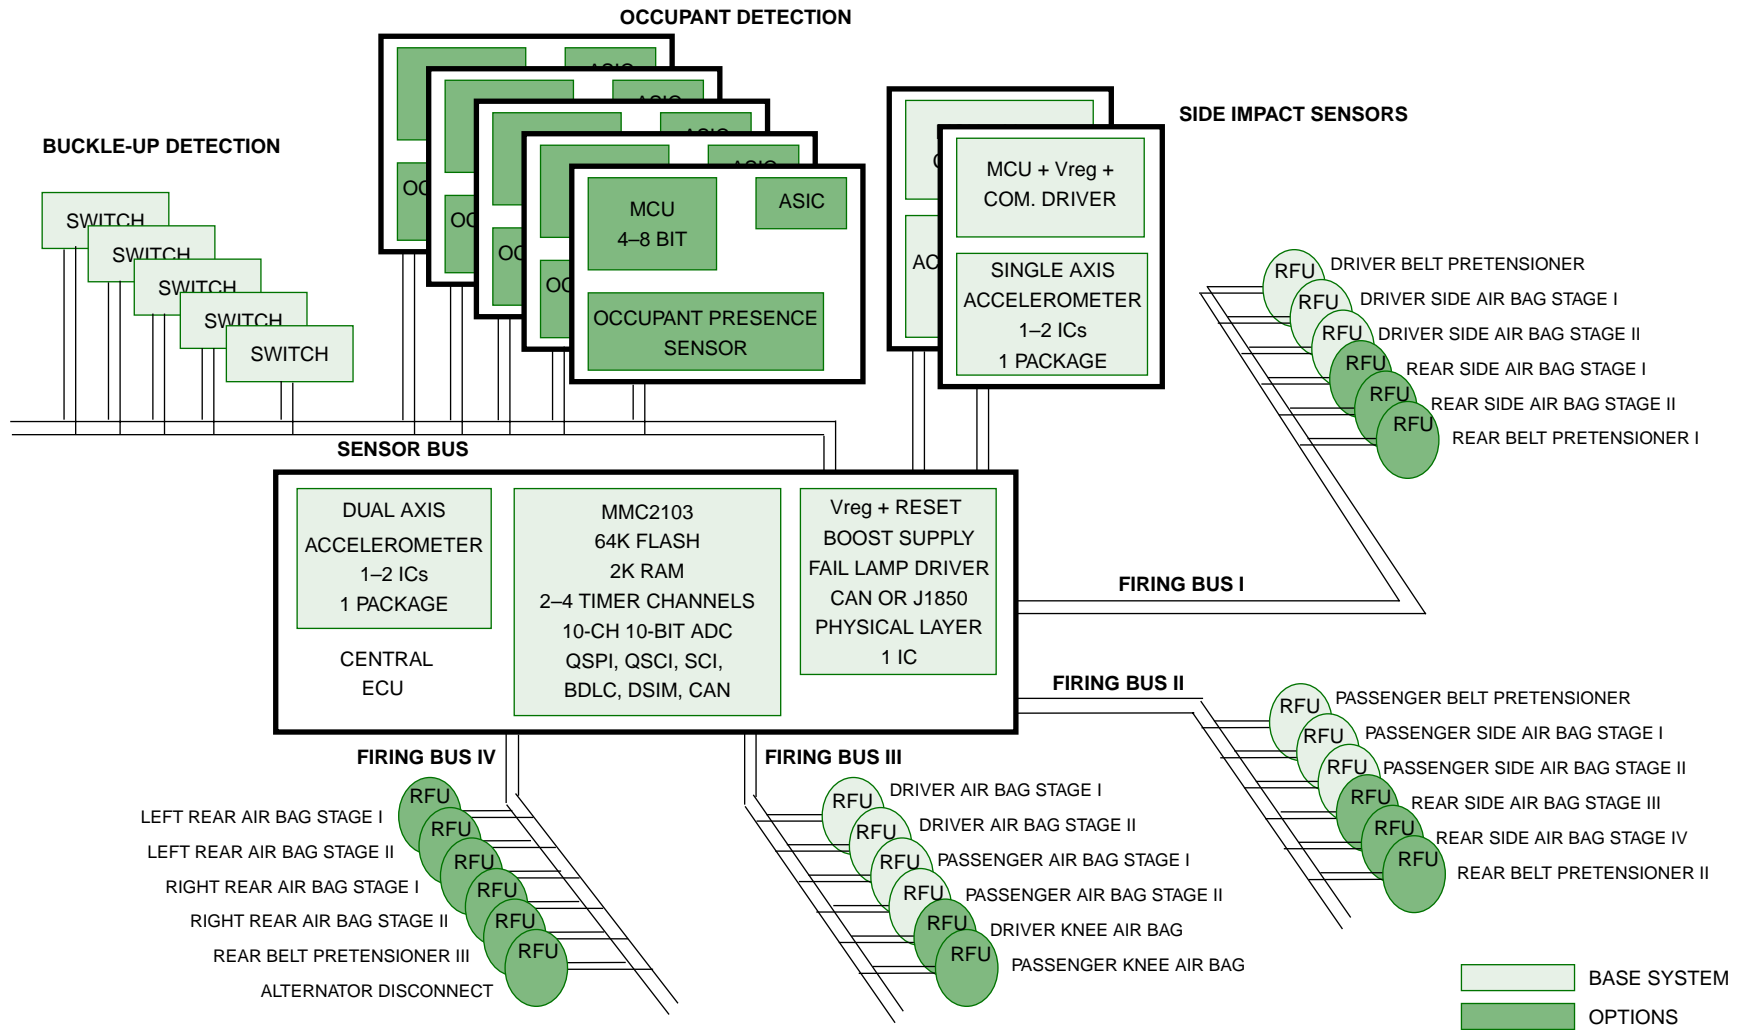 OCCUPANT DETECTION
ASIC
OC
ASIC
OC
ASIC
OC
ASIC
OC
MCU
4–8 BIT
ASIC
OCCUPANT PRESENCE
SENSOR
SIDE IMPACT SENSORS
AC
MCU + Vreg +
COM. DRIVER
SINGLE AXIS
ACCELEROMETER
1–2 ICs
1 PACKAGE
BUCKLE-UP DETECTION
SWITCH
SWITCH
SWITCH
SWITCH
SWITCH
SENSOR BUS
DUAL AXIS
ACCELEROMETER
1–2 ICs
1 PACKAGE
CENTRAL
ECU
MMC2103
64K FLASH
2K RAM
2–4 TIMER CHANNELS
10-CH 10-BIT ADC
QSPI, QSCI, SCI,
BDLC, DSIM, CAN
Vreg + RESET
BOOST SUPPLY
FAIL LAMP DRIVER
CAN OR J1850
PHYSICAL LAYER
1 IC
FIRING BUS I
RFU DRIVER BELT PRETENSIONER
RFU DRIVER SIDE AIR BAG STAGE I
RFU DRIVER SIDE AIR BAG STAGE II
RFU REAR SIDE AIR BAG STAGE I
RFU REAR SIDE AIR BAG STAGE II
RFU REAR BELT PRETENSIONER I
FIRING BUS II
RFU PASSENGER BELT PRETENSIONER
RFU PASSENGER SIDE AIR BAG STAGE I
RFU PASSENGER SIDE AIR BAG STAGE II
RFU REAR SIDE AIR BAG STAGE III
RFU REAR SIDE AIR BAG STAGE IV
RFU REAR BELT PRETENSIONER II
FIRING BUS IV
LEFT REAR AIR BAG STAGE I RFU
LEFT REAR AIR BAG STAGE II RFU
RIGHT REAR AIR BAG STAGE I RFU
RIGHT REAR AIR BAG STAGE II RFU
REAR BELT PRETENSIONER III RFU
ALTERNATOR DISCONNECT RFU
FIRING BUS III
RFU DRIVER AIR BAG STAGE I
RFU DRIVER AIR BAG STAGE II
RFU PASSENGER AIR BAG STAGE I
RFU PASSENGER AIR BAG STAGE II
RFU DRIVER KNEE AIR BAG
RFU PASSENGER KNEE AIR BAG
BASE SYSTEM
OPTIONS